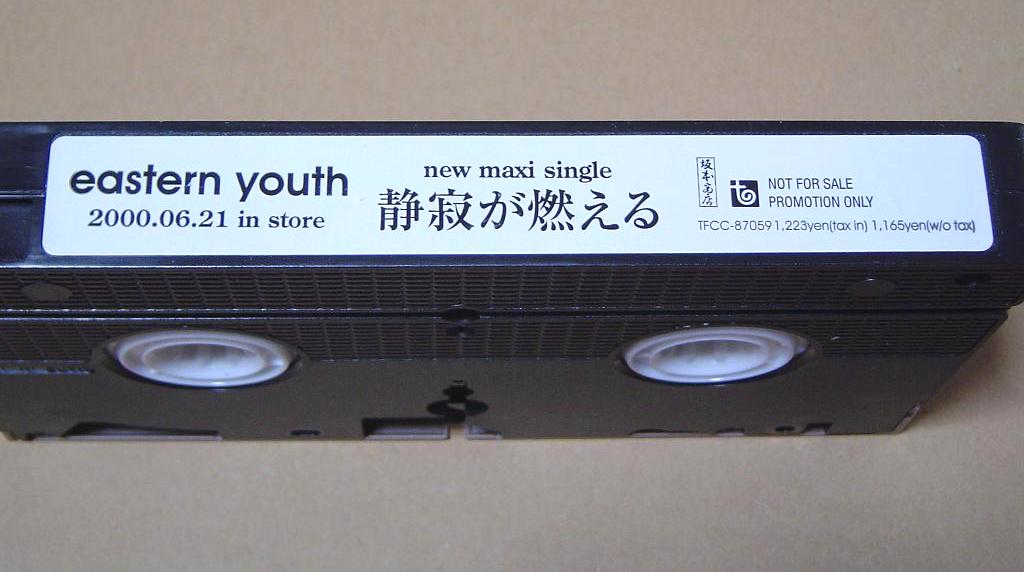 eastern youth
2000.06.21 in store
new maxi single
静寂が燃える
坂本商店
NOT FOR SALE
PROMOTION ONLY
TFCC-87059 1,223yen(tax in) 1,165yen(w/o tax)